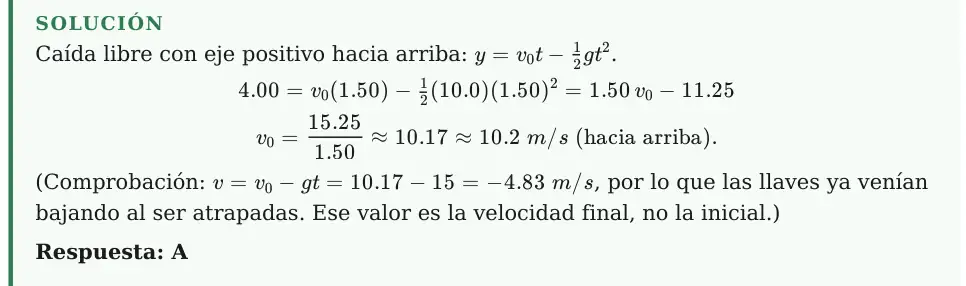 SOLUCIÓN
Caída libre con eje positivo hacia arriba: y = v₀t − ½gt².
4.00 = v₀(1.50) − ½(10.0)(1.50)² = 1.50 v₀ − 11.25
v₀ = 15.25/1.50 ≈ 10.17 ≈ 10.2 m/s (hacia arriba).
(Comprobación: v = v₀ − gt = 10.17 − 15 = −4.83 m/s, por lo que las llaves ya venían
bajando al ser atrapadas. Ese valor es la velocidad final, no la inicial.)
Respuesta: A